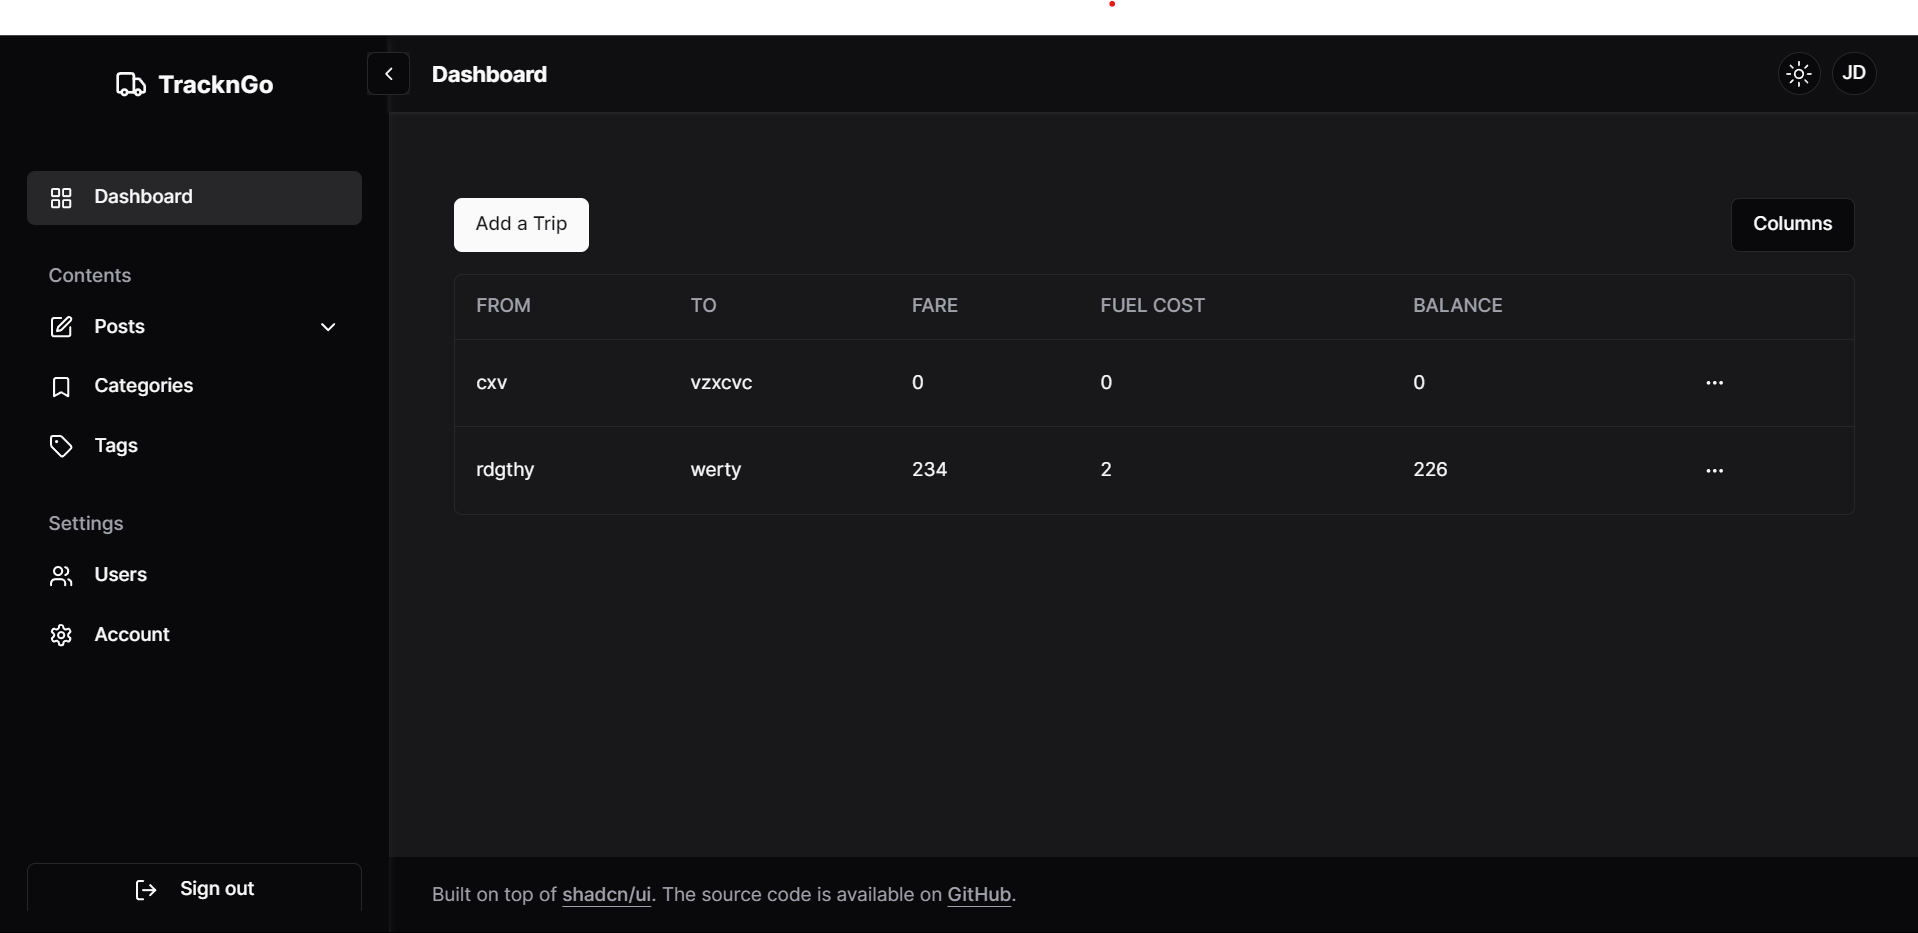 TracknGo
Dashboard
JD
Dashboard
Contents
Posts
Categories
Tags
Settings
Users
Account
Sign out
Add a Trip
Columns
FROM TO FARE FUEL COST BALANCE
cxv vzxcvc 0 0 0
rdgthy werty 234 2 226
Built on top of shadcn/ui. The source code is available on GitHub.